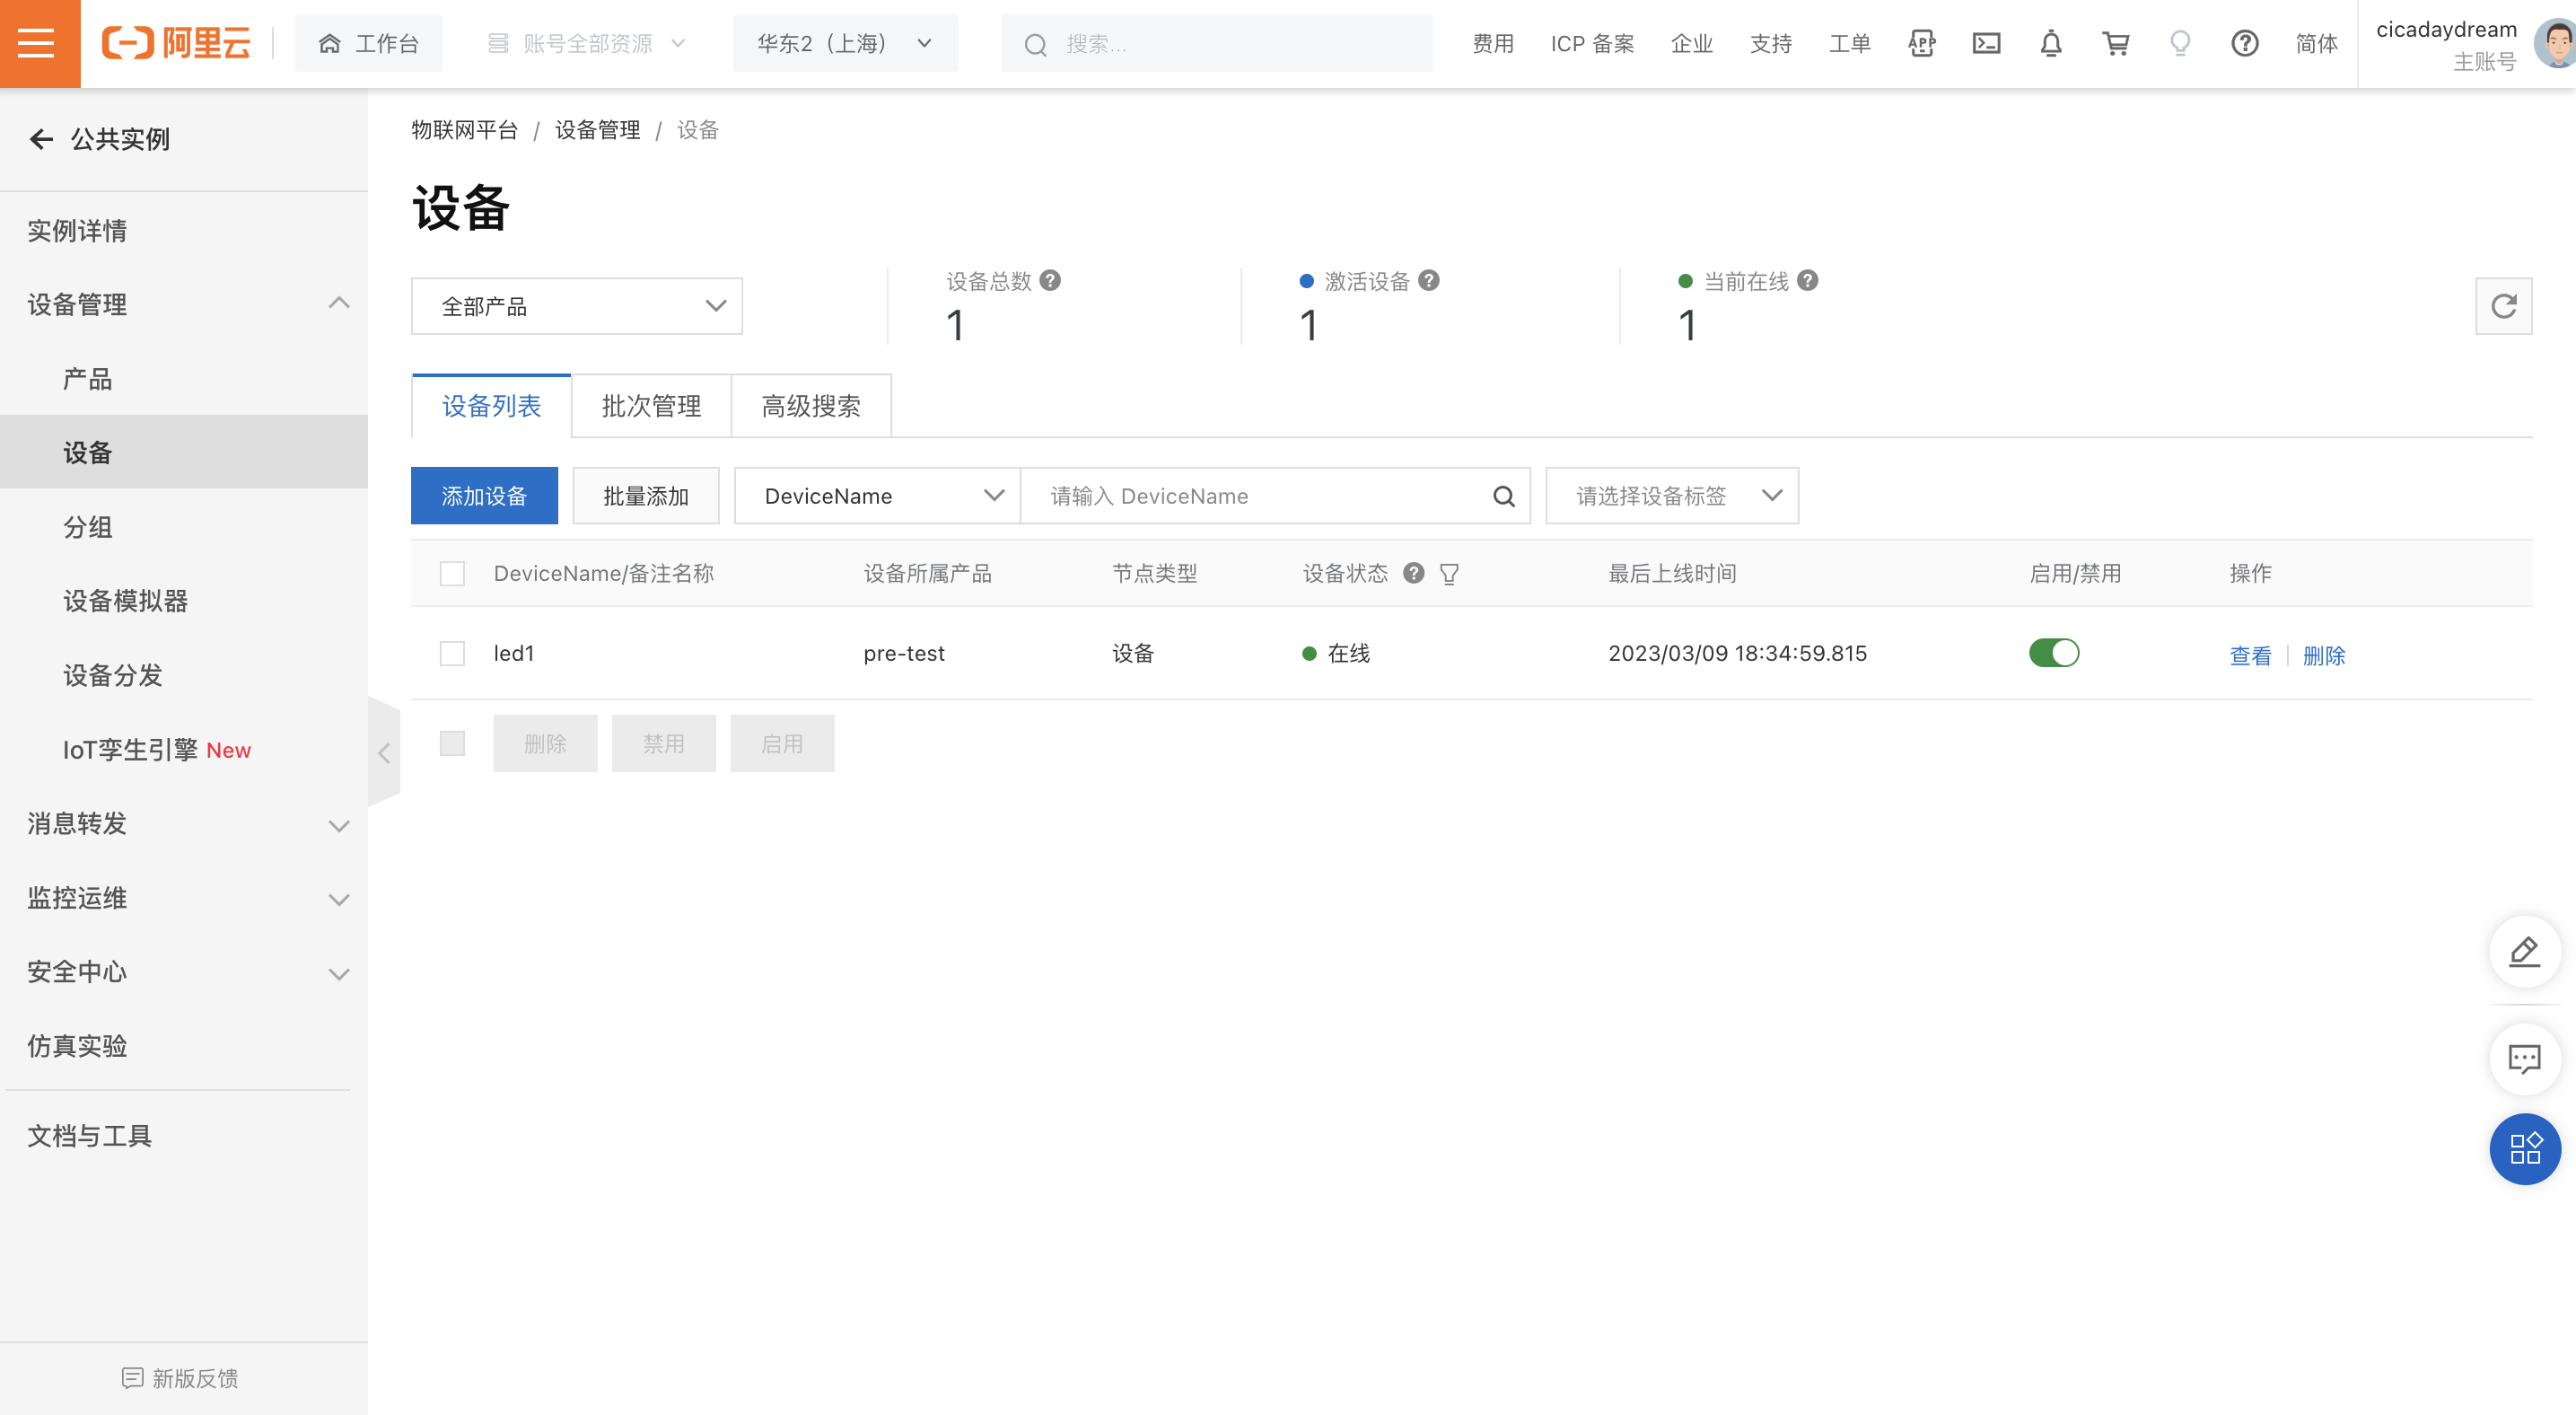 阿里云
工作台
账号全部资源
华东2（上海）
搜索...
费用
ICP 备案
企业
支持
工单
APP
简体
cicadaydream
主账号
公共实例
实例详情
设备管理
产品
设备
分组
设备模拟器
设备分发
IoT孪生引擎 New
消息转发
监控运维
安全中心
仿真实验
文档与工具
新版反馈
物联网平台 / 设备管理 / 设备
设备
全部产品
设备总数
1
激活设备
1
当前在线
1
设备列表
批次管理
高级搜索
添加设备
批量添加
DeviceName
请输入 DeviceName
请选择设备标签
DeviceName/备注名称
设备所属产品
节点类型
设备状态
最后上线时间
启用/禁用
操作
led1
pre-test
设备
在线
2023/03/09 18:34:59.815
查看
删除
删除
禁用
启用